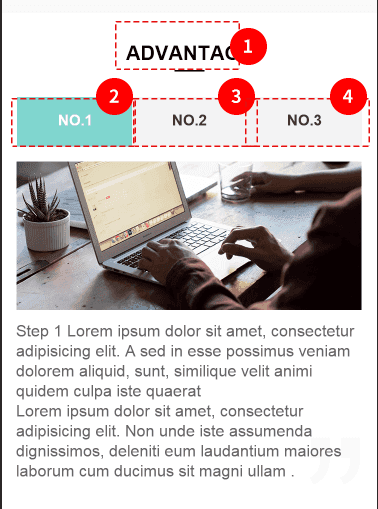 ADVANTAG
1
2
3
4
NO.1
NO.2
NO.3
Step 1 Lorem ipsum dolor sit amet, consectetur
adipisicing elit. A sed in esse possimus veniam
dolorem aliquid, sunt, similique velit animi
quidem culpa iste quaerat
Lorem ipsum dolor sit amet, consectetur
adipisicing elit. Non unde iste assumenda
dignissimos, deleniti eum laudantium maiores
laborum cum ducimus sit magni ullam .